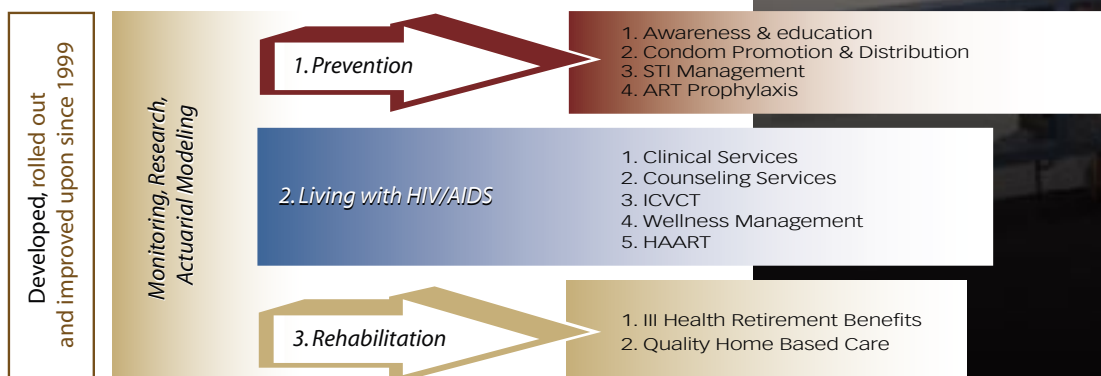 Developed, rolled out
and improved upon since 1999
Monitoring, Research,
Actuarial Modeling
1. Prevention
1. Awareness & education
2. Condom Promotion & Distribution
3. STI Management
4. ART Prophylaxis
2. Living with HIV/AIDS
1. Clinical Services
2. Counseling Services
3. ICVCT
4. Wellness Management
5. HAART
3. Rehabilitation
1. III Health Retirement Benefits
2. Quality Home Based Care